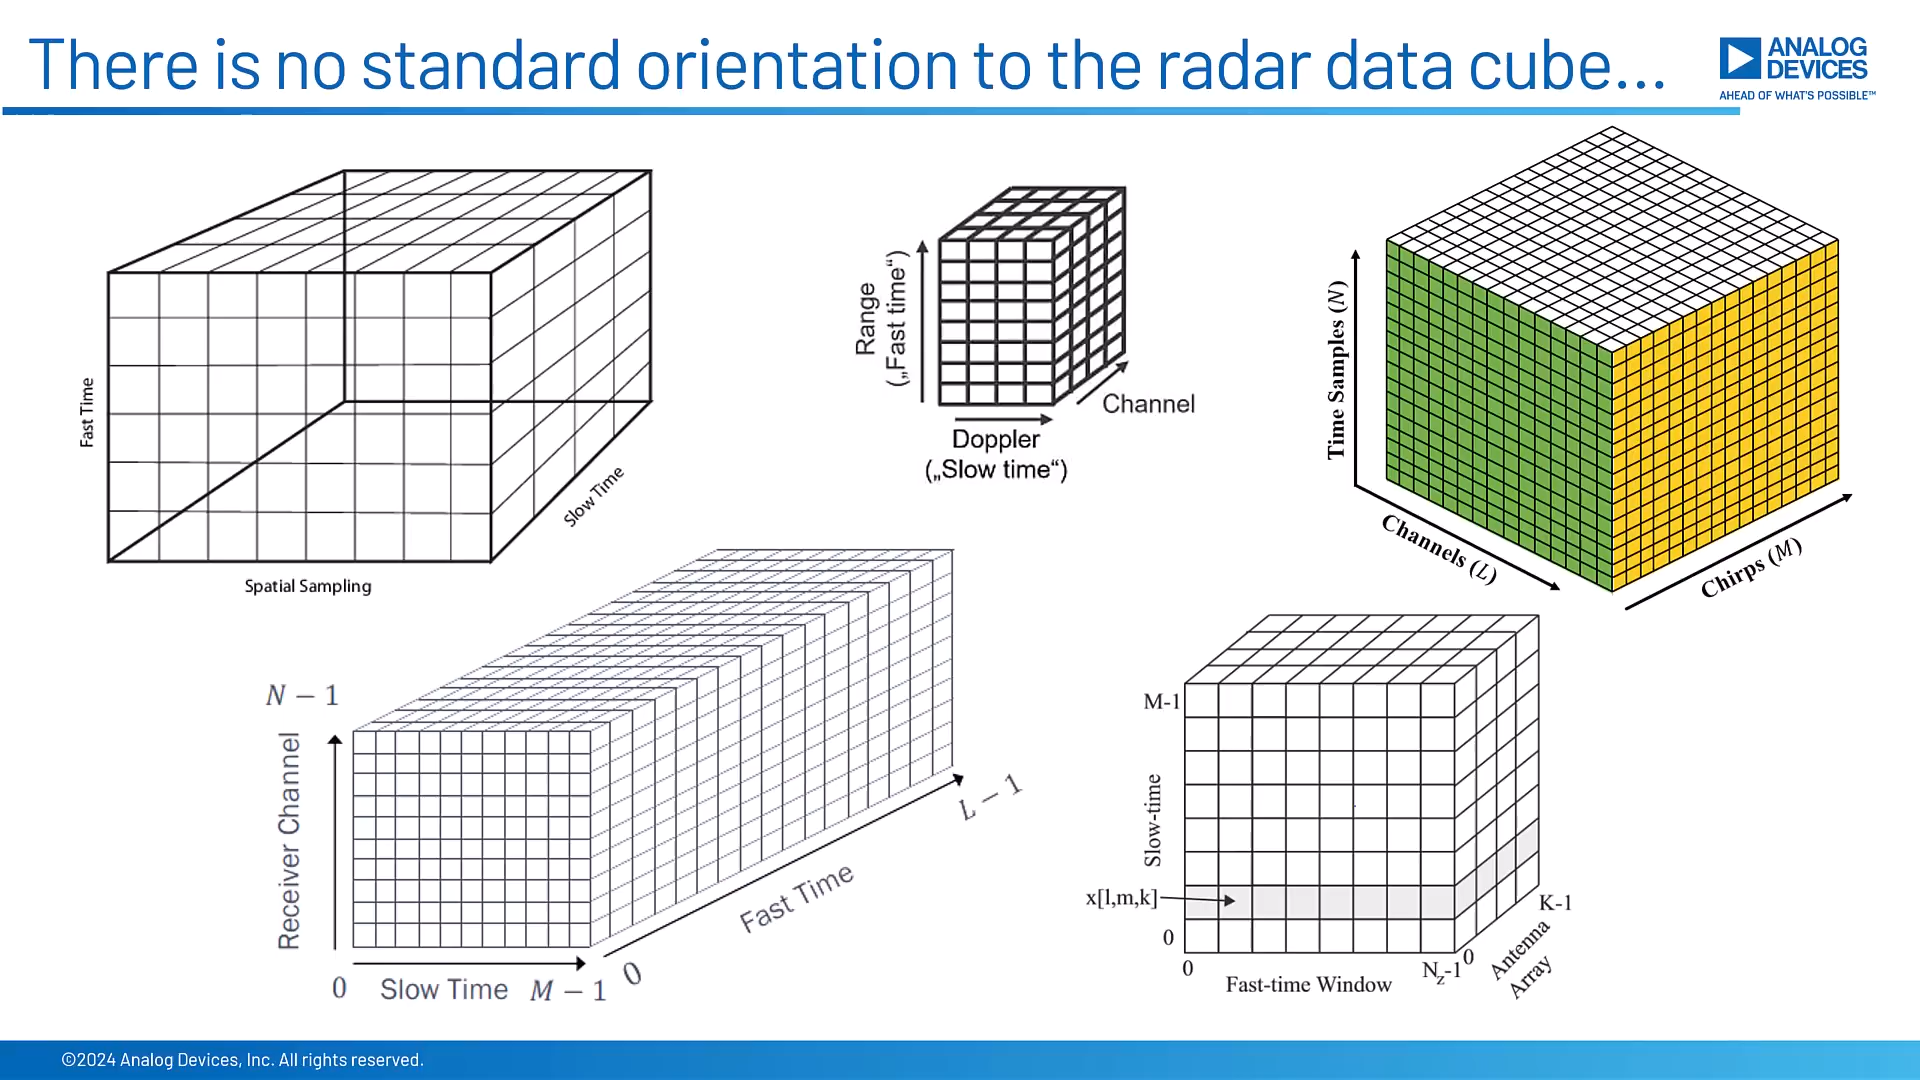 There is no standard orientation to the radar data cube...
ANALOG
DEVICES
AHEAD OF WHAT'S POSSIBLE™
Fast Time
Spatial Sampling
Slow Time
Range
(„Fast time“)
Doppler
(„Slow time“)
Channel
Time Samples (N)
Channels (L)
Chirps (M)
N − 1
Receiver Channel
0
Slow Time
M − 1
0
Fast Time
L − 1
M-1
Slow-time
x[l,m,k]
0
0
Fast-time Window
Nz-1
0
Antenna
Array
K-1
©2024 Analog Devices, Inc. All rights reserved.